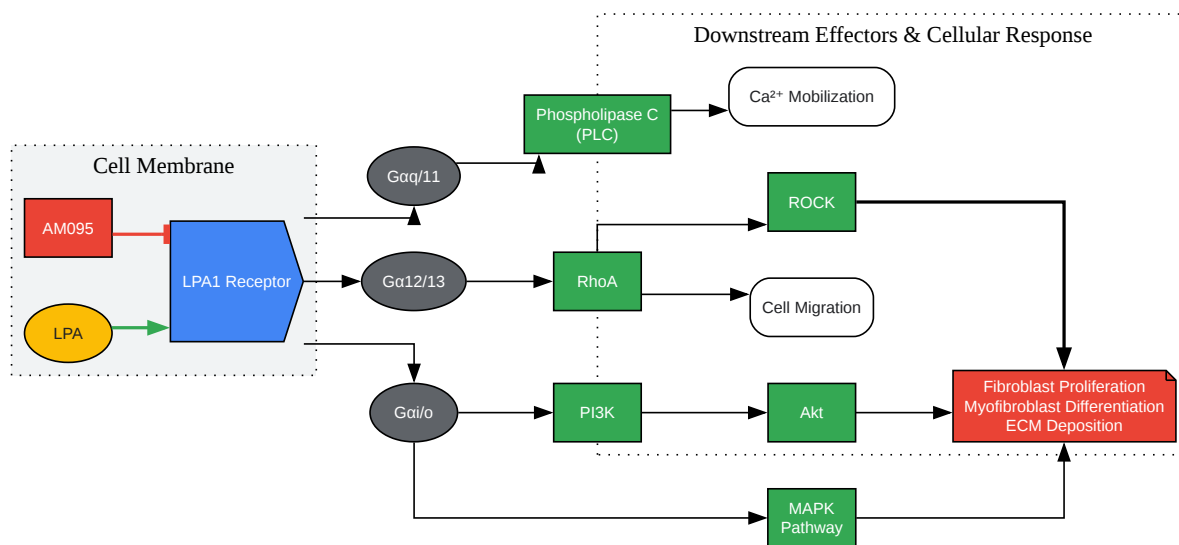 Downstream Effectors & Cellular Response
Ca²⁺ Mobilization
Phospholipase C
(PLC)
Cell Membrane
Gαq/11
AM095
ROCK
LPA1 Receptor
Gα12/13
RhoA
Cell Migration
LPA
Gαi/o
PI3K
Akt
Fibroblast Proliferation
Myofibroblast Differentiation
ECM Deposition
MAPK
Pathway